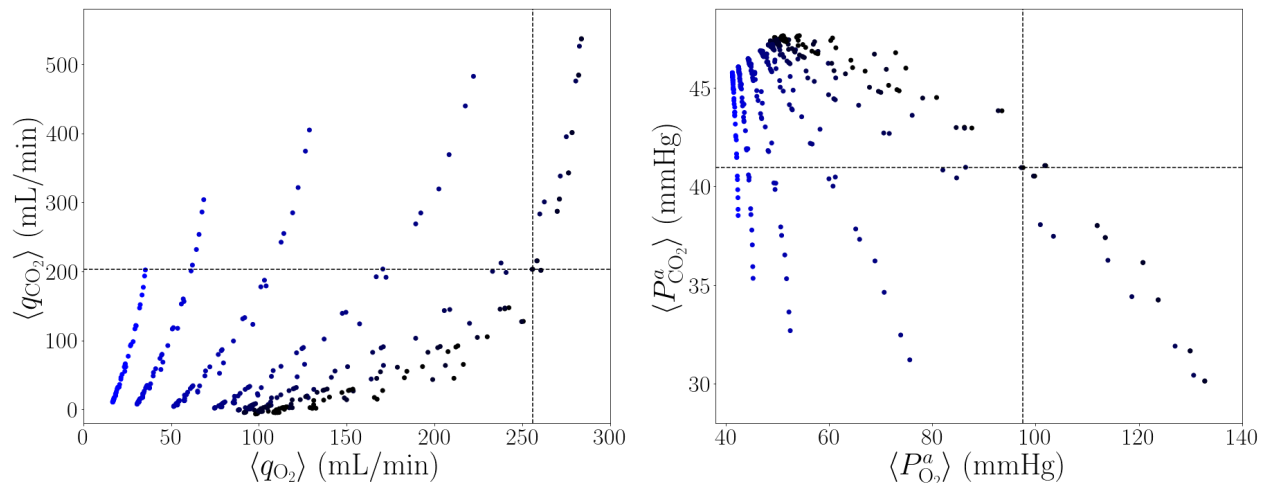 500
400
300
200
100
0
⟨q_CO₂⟩ (mL/min)
0 50 100 150 200 250 300
⟨q_O₂⟩ (mL/min)
45
40
35
30
⟨P^a_CO₂⟩ (mmHg)
40 60 80 100 120 140
⟨P^a_O₂⟩ (mmHg)